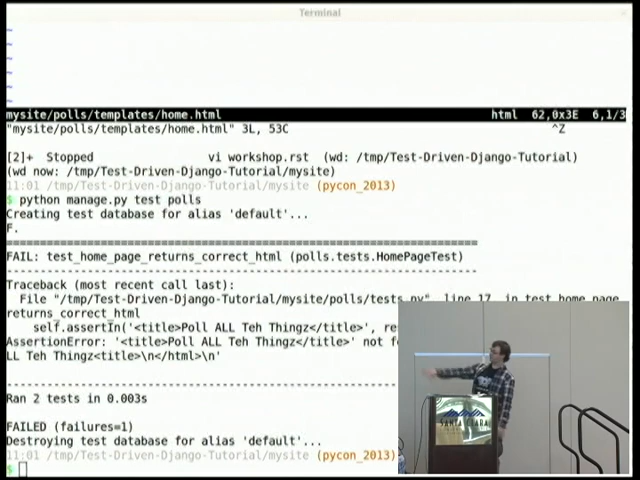 Terminal
~
~
~
~
~
mysite/polls/templates/home.html html 62,0x3E 6,1/3
"mysite/polls/templates/home.html" 3L, 53C ^Z
[2]+ Stopped vi workshop.rst (wd: /tmp/Test-Driven-Django-Tutorial)
(wd now: /tmp/Test-Driven-Django-Tutorial/mysite)
11:01 /tmp/Test-Driven-Django-Tutorial/mysite (pycon_2013)
$ python manage.py test polls
Creating test database for alias 'default'...
F.
======================================================================
FAIL: test_home_page_returns_correct_html (polls.tests.HomePageTest)
----------------------------------------------------------------------
Traceback (most recent call last):
File "/tmp/Test-Driven-Django-Tutorial/mysite/polls/tests.py", line 17, in test_home_page_
returns_correct_html
self.assertIn('<title>Poll ALL Teh Thingz</title>', re
AssertionError: '<title>Poll ALL Teh Thingz</title>' not f
LL Teh Thingz<title>\n</html>\n'
----------------------------------------------------------------------
Ran 2 tests in 0.003s
FAILED (failures=1)
Destroying test database for alias 'default'...
11:01 /tmp/Test-Driven-Django-Tutorial/mysite (pycon_2013)
$
SANTA CLARA